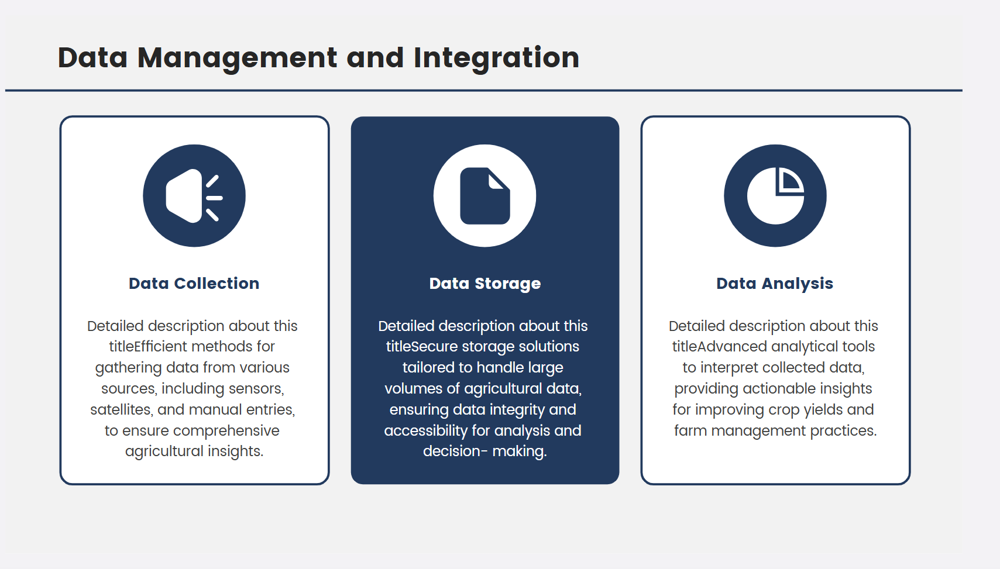 Data Management and Integration
Data Collection
Detailed description about this
titleEfficient methods for
gathering data from various
sources, including sensors,
satellites, and manual entries,
to ensure comprehensive
agricultural insights.
Data Storage
Detailed description about this
titleSecure storage solutions
tailored to handle large
volumes of agricultural data,
ensuring data integrity and
accessibility for analysis and
decision- making.
Data Analysis
Detailed description about this
titleAdvanced analytical tools
to interpret collected data,
providing actionable insights
for improving crop yields and
farm management practices.